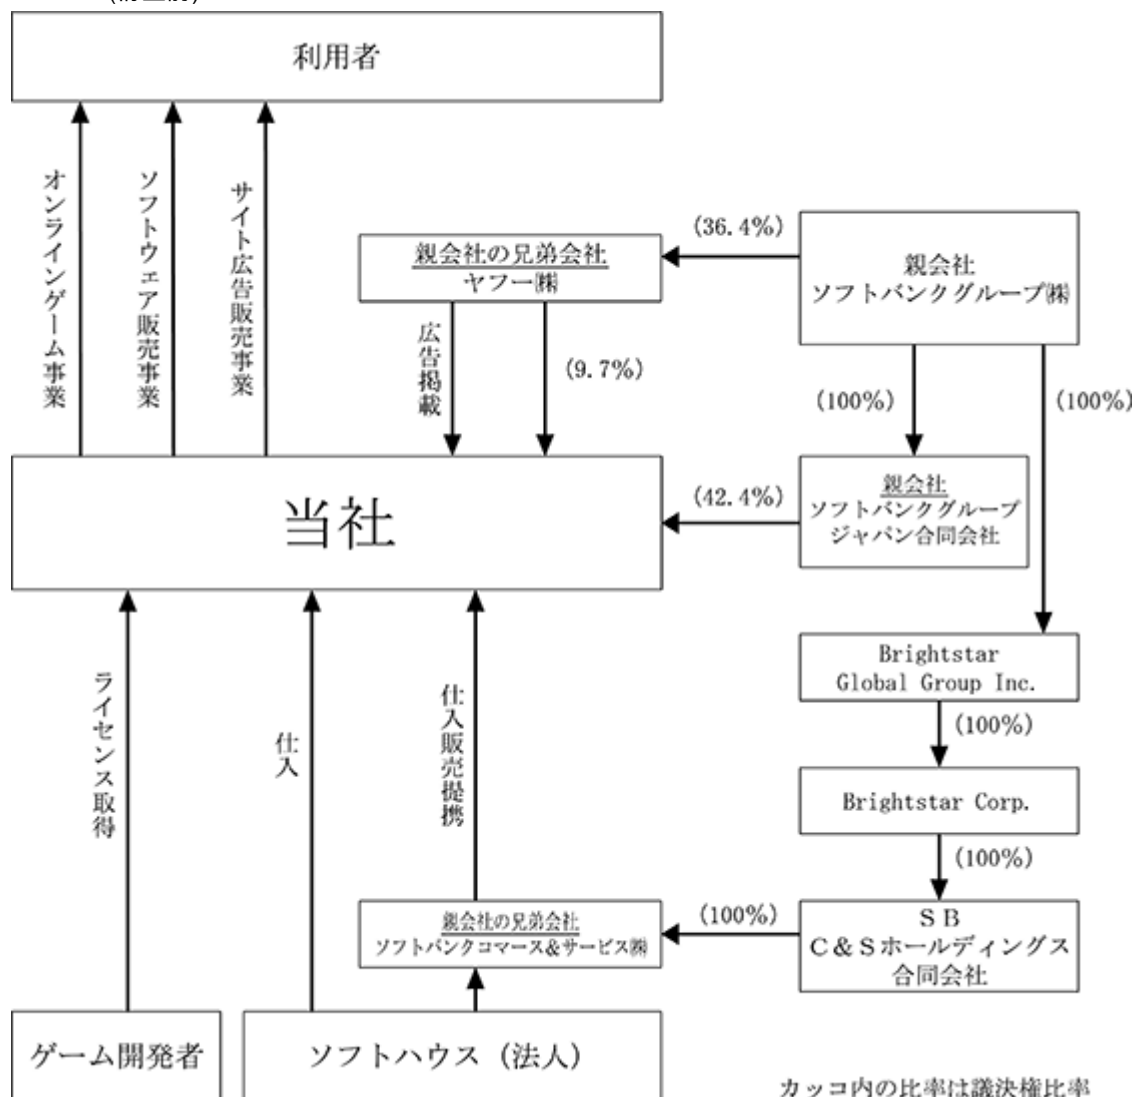 利用者
オンラインゲーム事業
ソフトウェア販売事業
サイト広告販売事業
親会社の兄弟会社
ヤフー㈱
(36.4%)
親会社
ソフトバンクグループ㈱
広告掲載
(9.7%)
(100%)
(100%)
当社
(42.4%)
親会社
ソフトバンクグループ
ジャパン合同会社
Brightstar
Global Group Inc.
(100%)
Brightstar Corp.
(100%)
ライセンス取得
仕入
仕入販売提携
親会社の兄弟会社
ソフトバンクコマース&サービス㈱
(100%)
ＳＢ
Ｃ＆Ｓホールディングス
合同会社
ゲーム開発者
ソフトハウス（法人）
カッコ内の比率は議決権比率